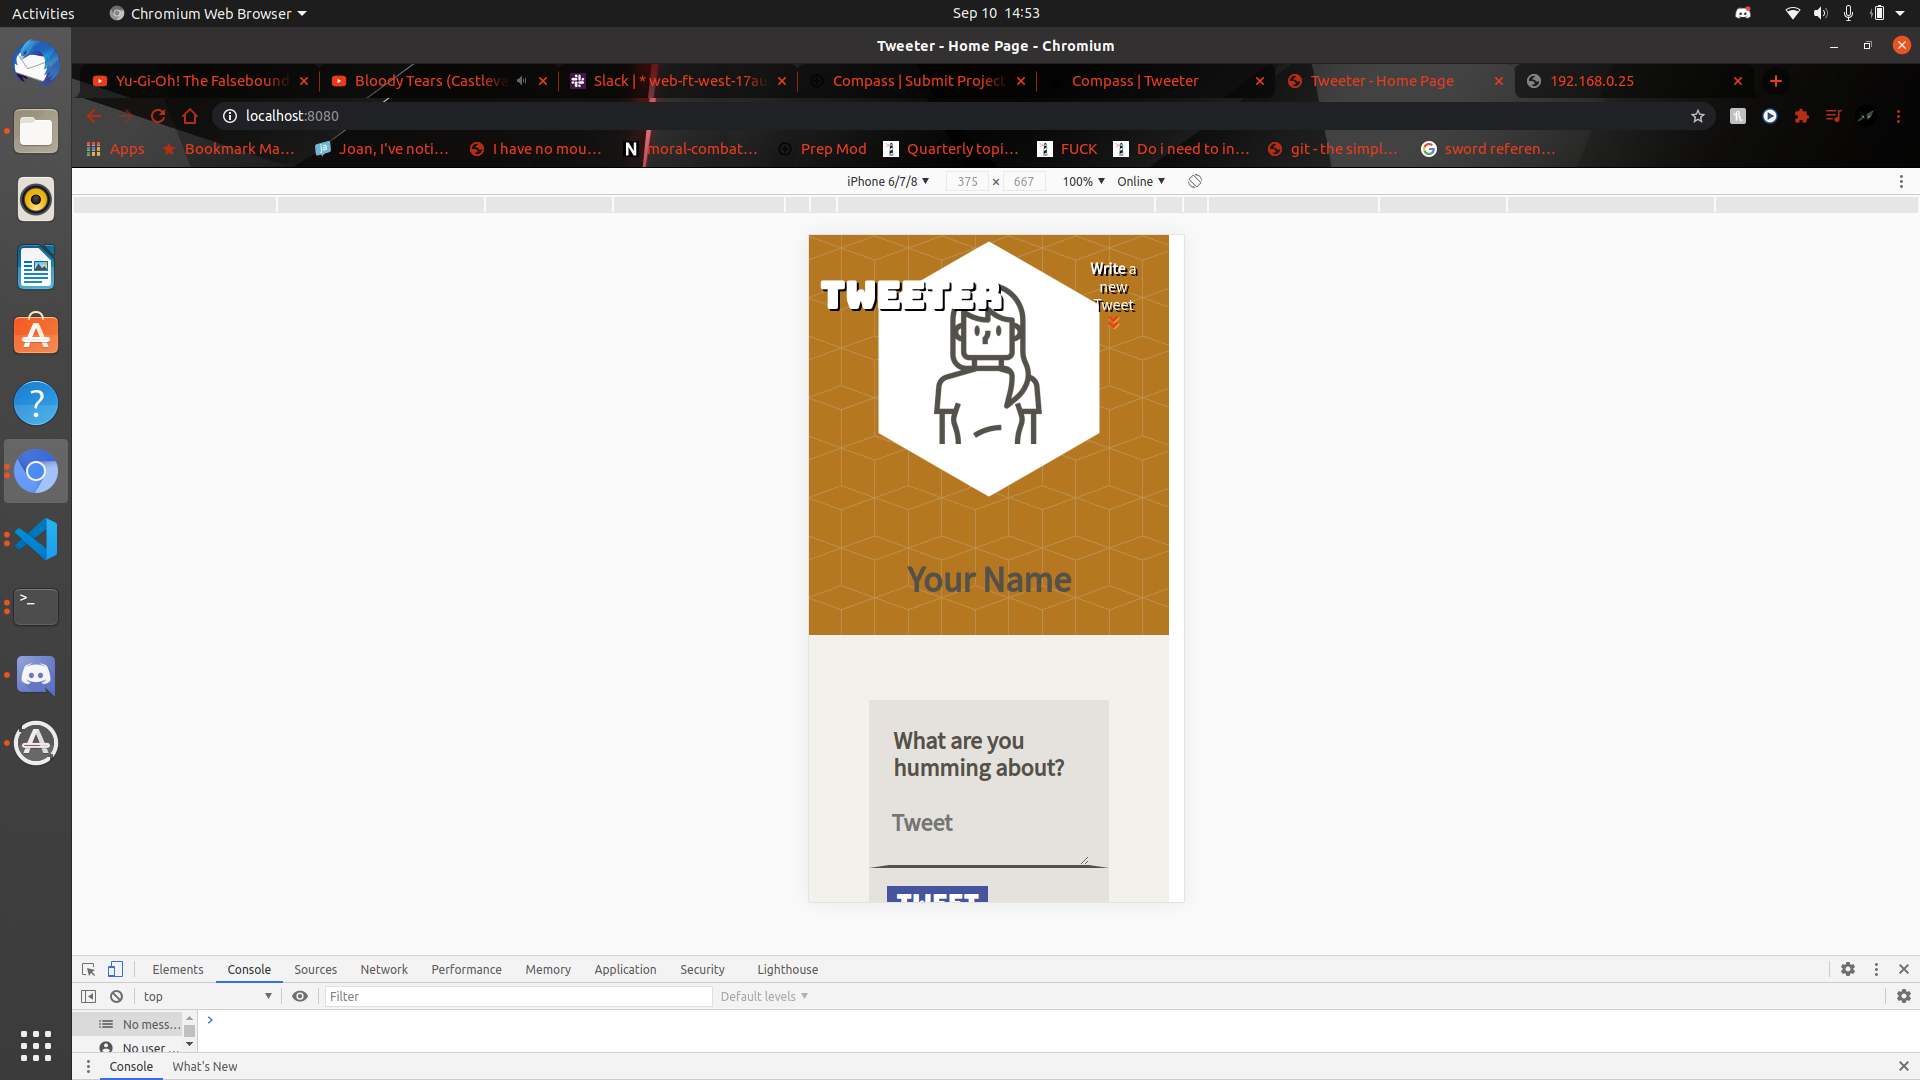 Activities
Chromium Web Browser
Sep 10 14:53
Tweeter - Home Page - Chromium
Yu-Gi-Oh! The Falsebound
Bloody Tears (Castleva
Slack | * web-ft-west-17au
Compass | Submit Project
Compass | Tweeter
Tweeter - Home Page
192.168.0.25
localhost:8080
Apps
Bookmark Ma...
Joan, I've noti...
I have no mou...
moral-combat...
Prep Mod
Quarterly topi...
FUCK
Do i need to in...
git - the simpl...
sword referen...
iPhone 6/7/8
375 × 667
100%
Online
TWEETER
Write a
new
Tweet
Your Name
What are you
humming about?
Tweet
TWEET
Elements
Console
Sources
Network
Performance
Memory
Application
Security
Lighthouse
top
Filter
Default levels
No mess...
No user ...
Console
What's New